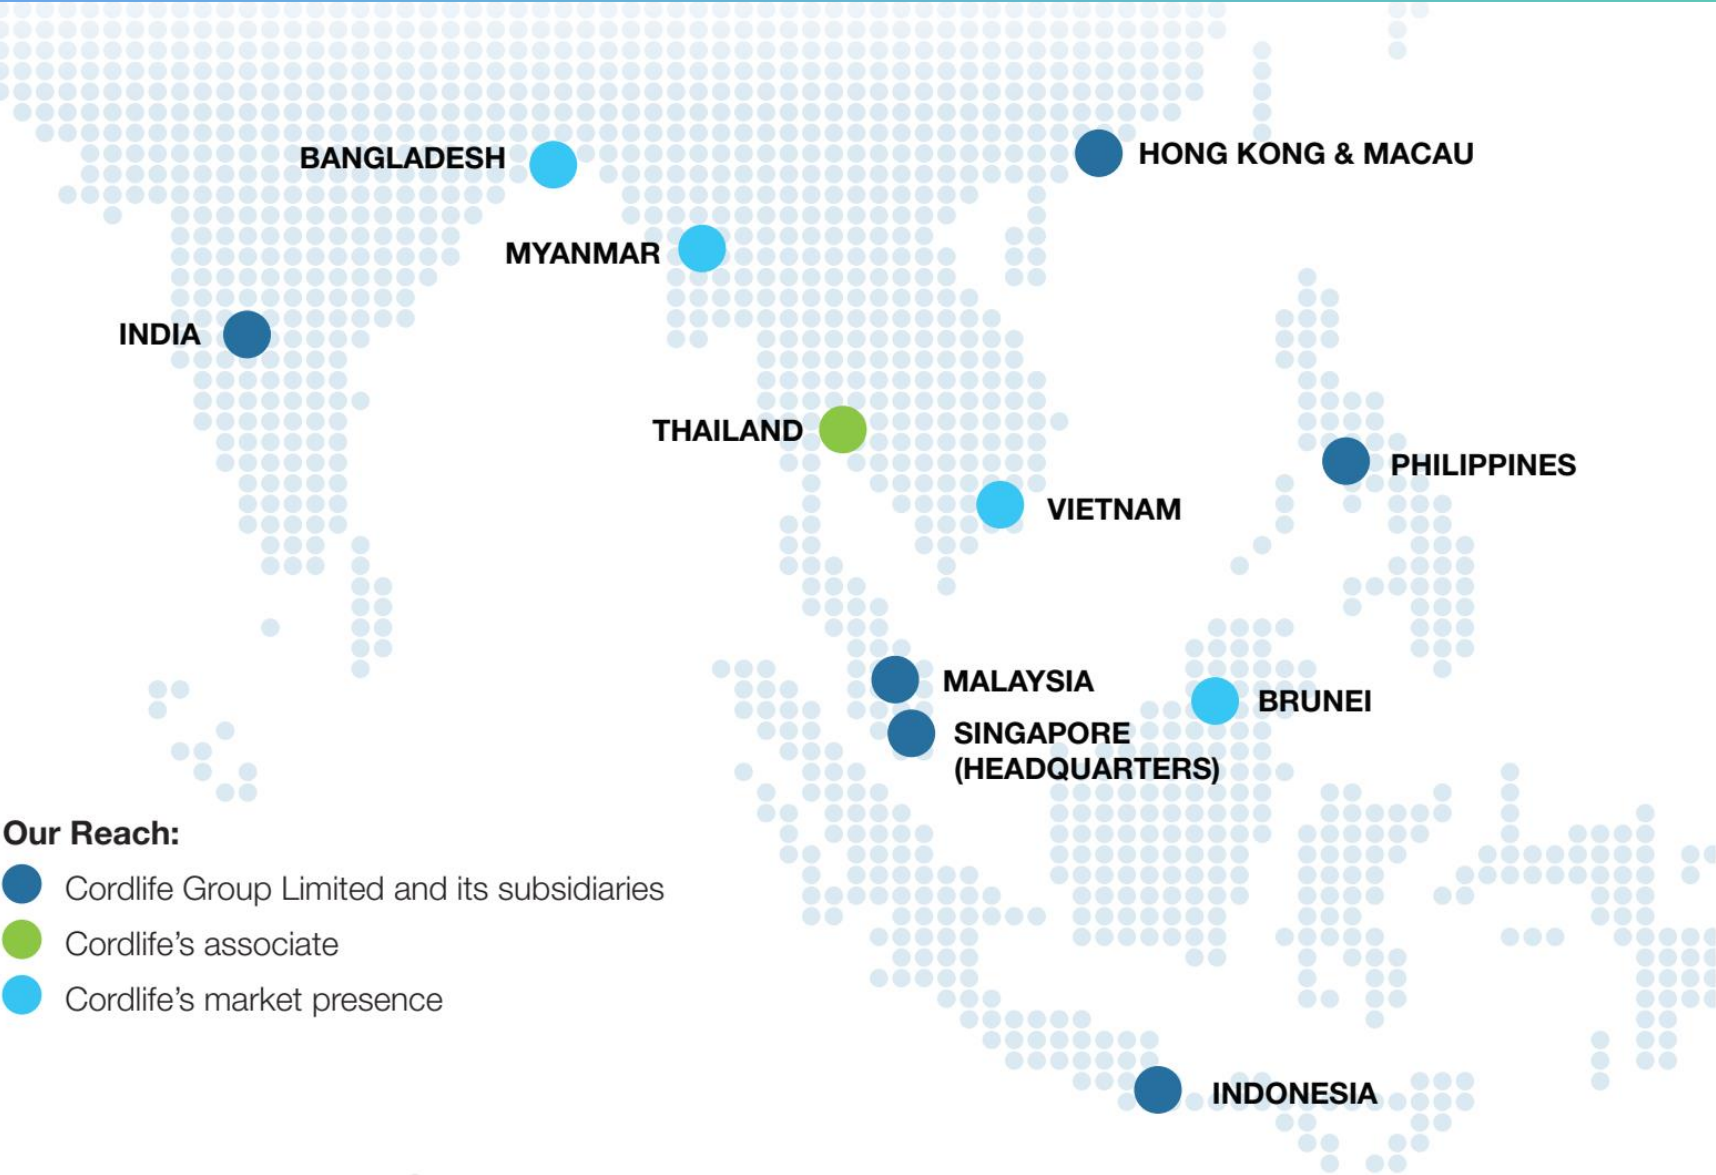 BANGLADESH
HONG KONG & MACAU
MYANMAR
INDIA
THAILAND
PHILIPPINES
VIETNAM
MALAYSIA
BRUNEI
SINGAPORE
(HEADQUARTERS)
Our Reach:
Cordlife Group Limited and its subsidiaries
Cordlife’s associate
Cordlife’s market presence
INDONESIA